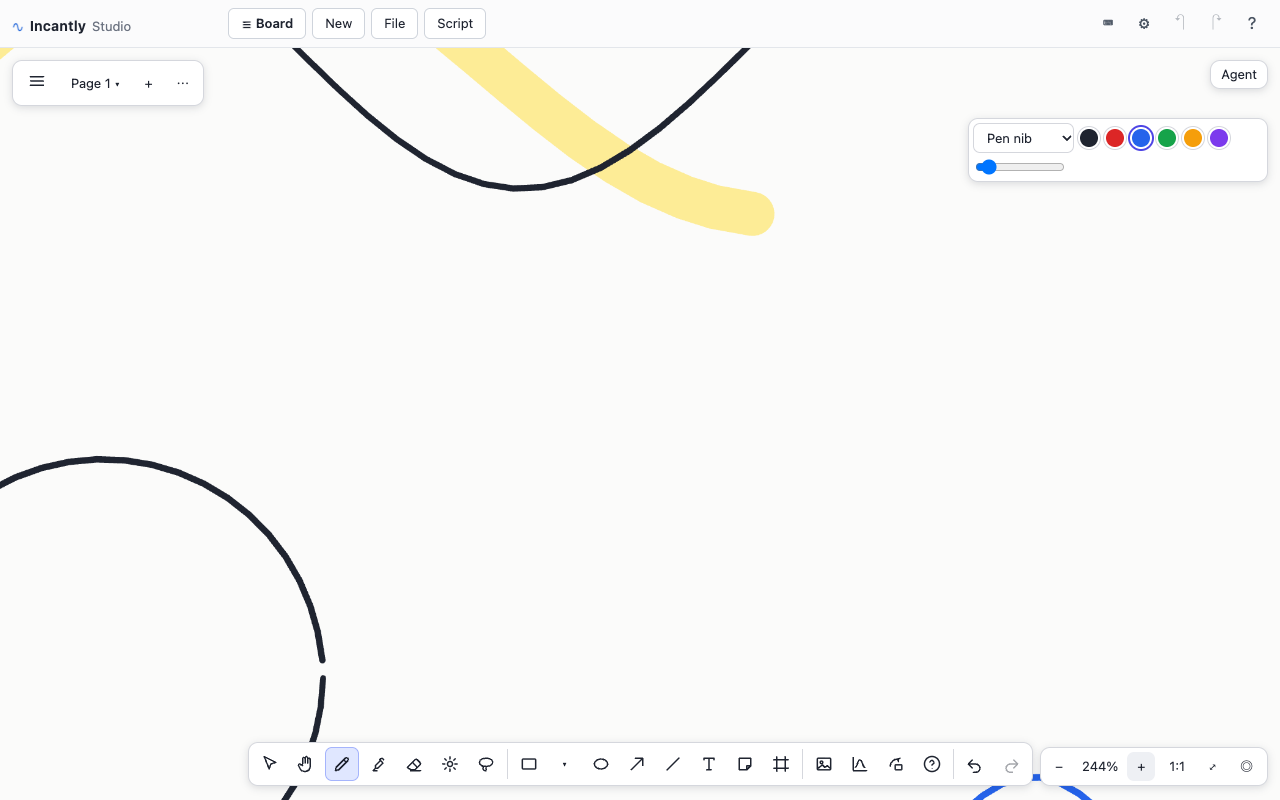 Incantly Studio
≡ Board New File Script
?
Page 1 + ...
Agent
Pen nib
− 244% + 1:1